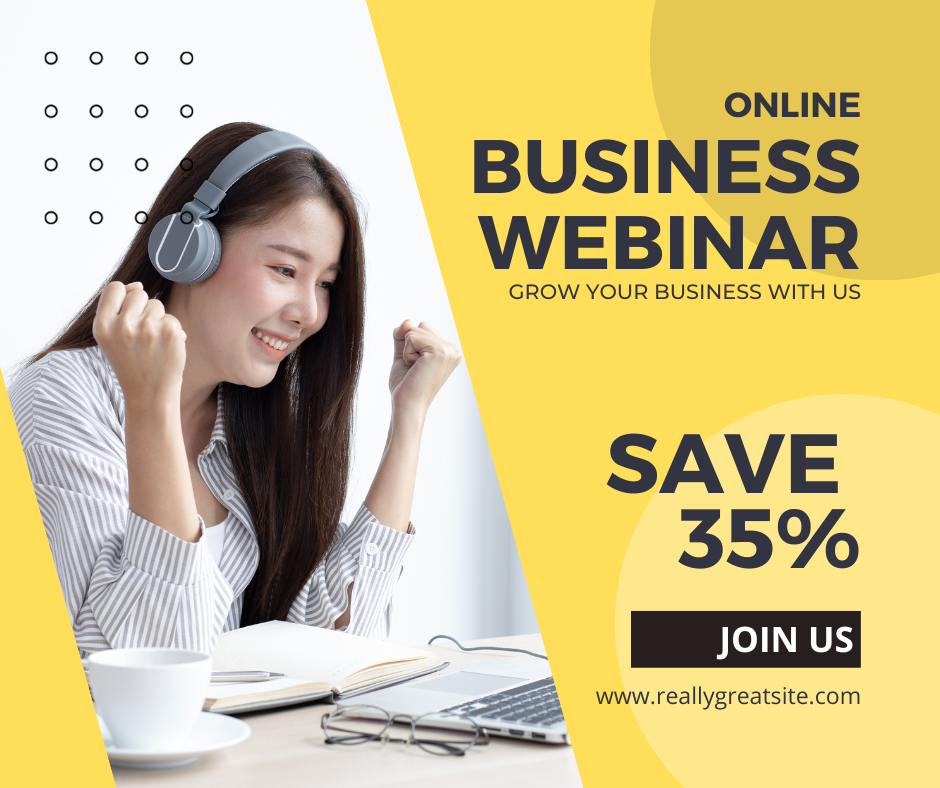 ONLINE
BUSINESS
WEBINAR
GROW YOUR BUSINESS WITH US
SAVE
35%
JOIN US
www.reallygreatsite.com